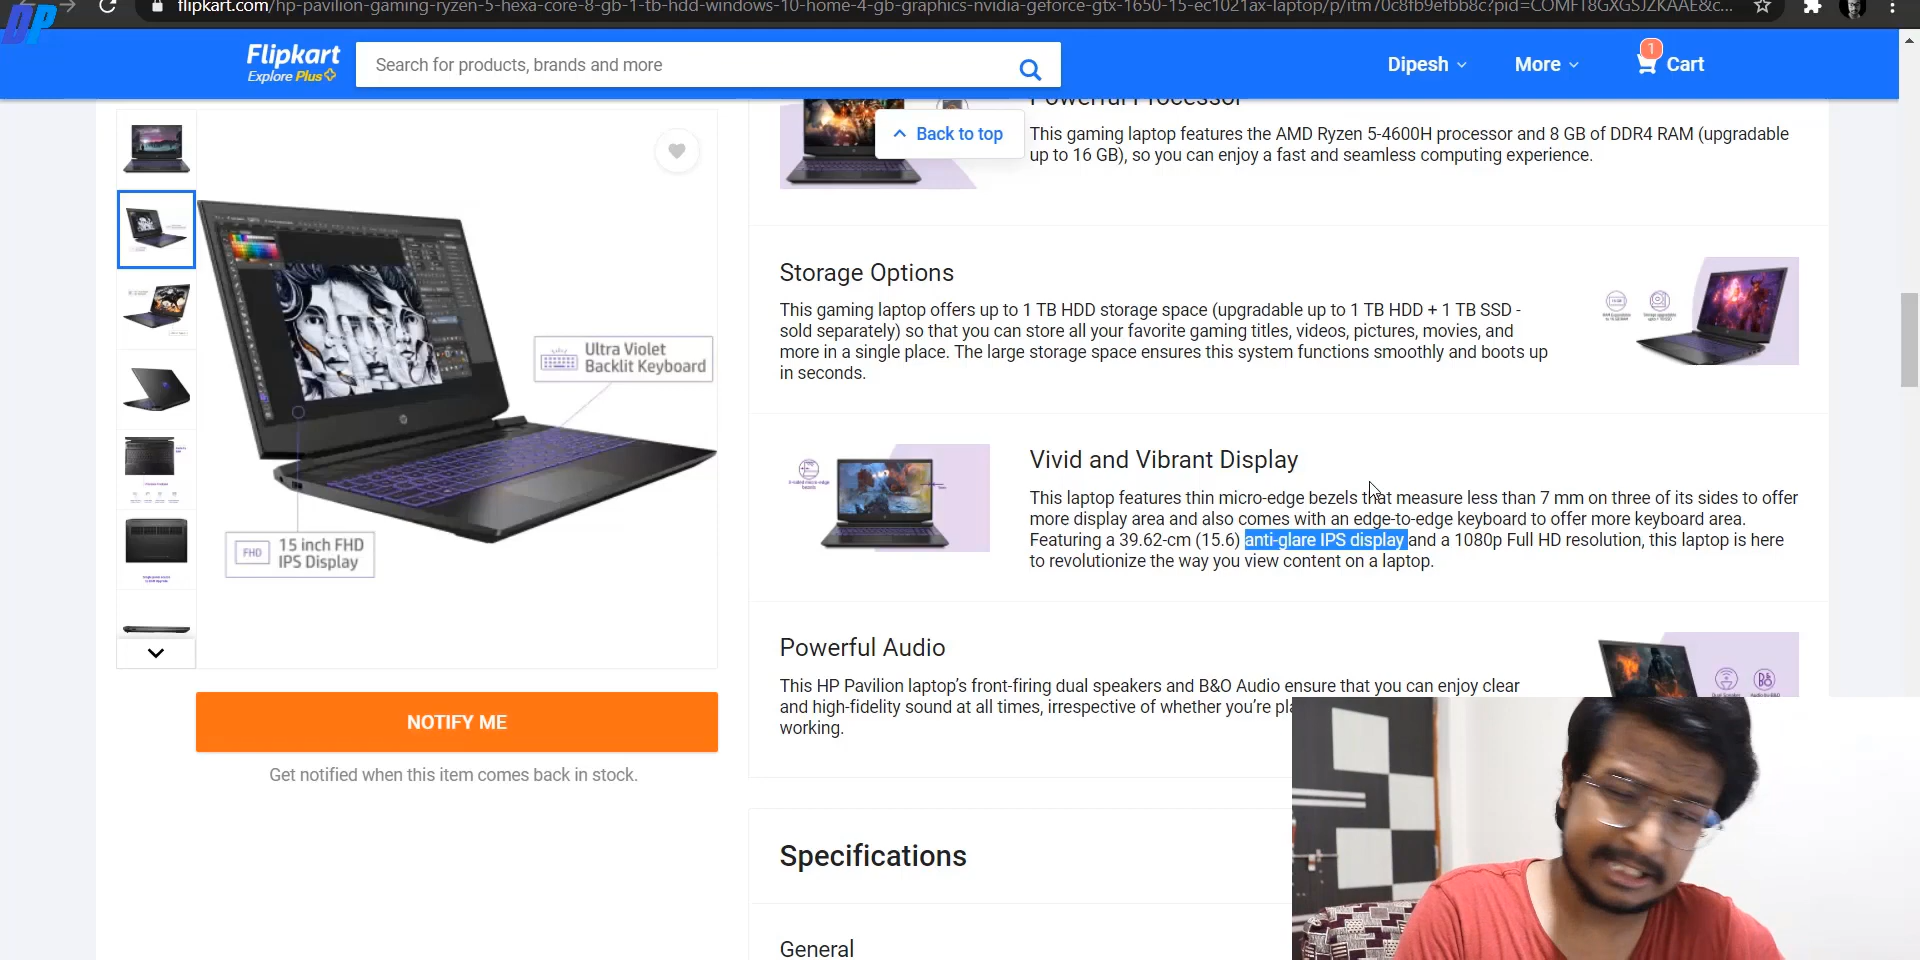 DP
flipkart.com/hp-pavilion-gaming-ryzen-5-hexa-core-8-gb-1-tb-hdd-windows-10-home-4-gb-graphics-nvidia-geforce-gtx-1650-15-ec1021ax-laptop/p/itm70c8fb9efbb8c?pid=COMFT8GXGSJZKAAE&c...
Flipkart
Explore Plus
Search for products, brands and more
Dipesh
More
1
Cart
Powerful Processor
Back to top
This gaming laptop features the AMD Ryzen 5-4600H processor and 8 GB of DDR4 RAM (upgradable
up to 16 GB), so you can enjoy a fast and seamless computing experience.
Storage Options
This gaming laptop offers up to 1 TB HDD storage space (upgradable up to 1 TB HDD + 1 TB SSD -
sold separately) so that you can store all your favorite gaming titles, videos, pictures, movies, and
more in a single place. The large storage space ensures this system functions smoothly and boots up
in seconds.
Ultra Violet
Backlit Keyboard
FHD
15 inch FHD
IPS Display
Vivid and Vibrant Display
This laptop features thin micro-edge bezels that measure less than 7 mm on three of its sides to offer
more display area and also comes with an edge-to-edge keyboard to offer more keyboard area.
Featuring a 39.62-cm (15.6) anti-glare IPS display and a 1080p Full HD resolution, this laptop is here
to revolutionize the way you view content on a laptop.
Powerful Audio
This HP Pavilion laptop's front-firing dual speakers and B&O Audio ensure that you can enjoy clear
and high-fidelity sound at all times, irrespective of whether you're
working.
B&O
NOTIFY ME
Get notified when this item comes back in stock.
Specifications
General